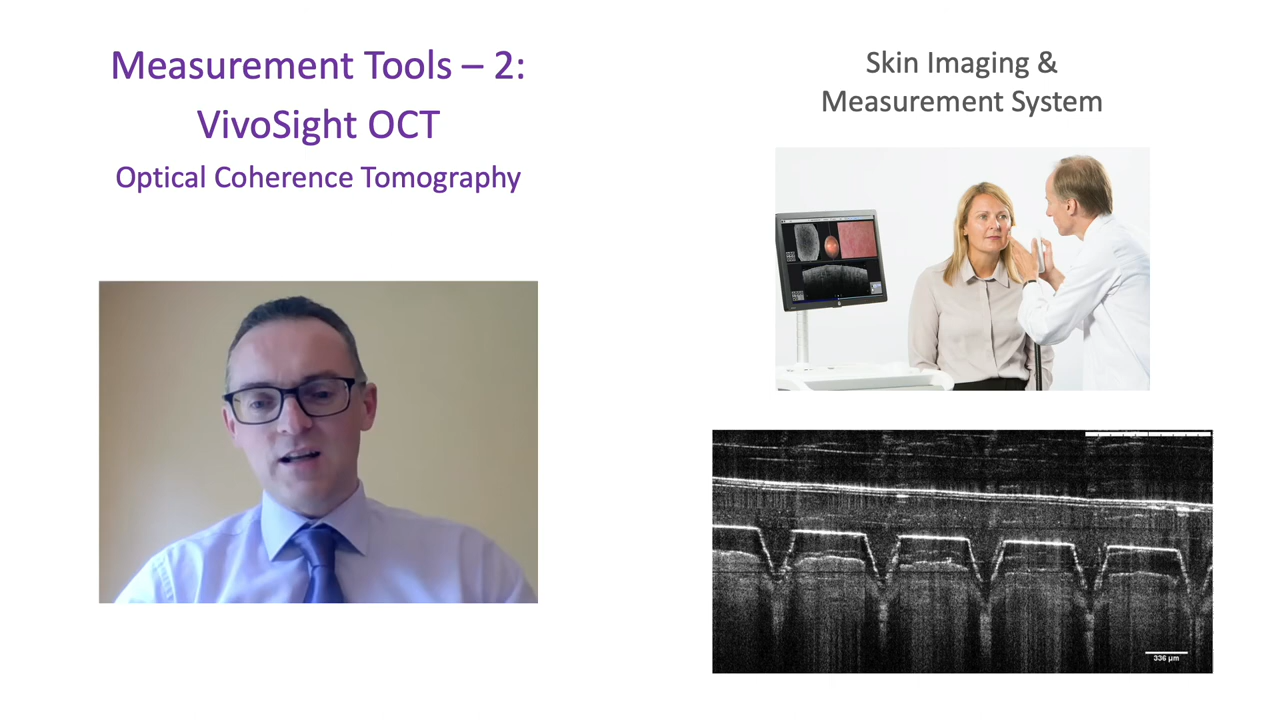 Measurement Tools – 2:
VivoSight OCT
Optical Coherence Tomography
Skin Imaging &
Measurement System
336 µm